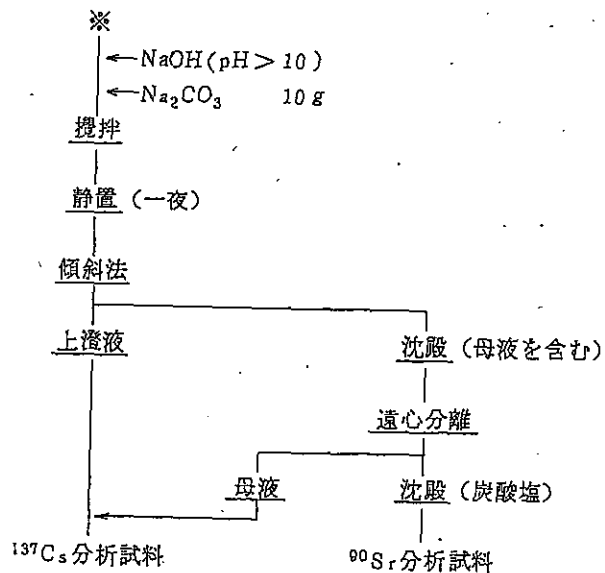 ※
NaOH(pH＞10)
Na₂CO₃　10g
攪拌
静置（一夜）
傾斜法
上澄液　沈殿（母液を含む）
遠心分離
母液　沈殿（炭酸塩）
¹³⁷Cs分析試料　⁹⁰Sr分析試料